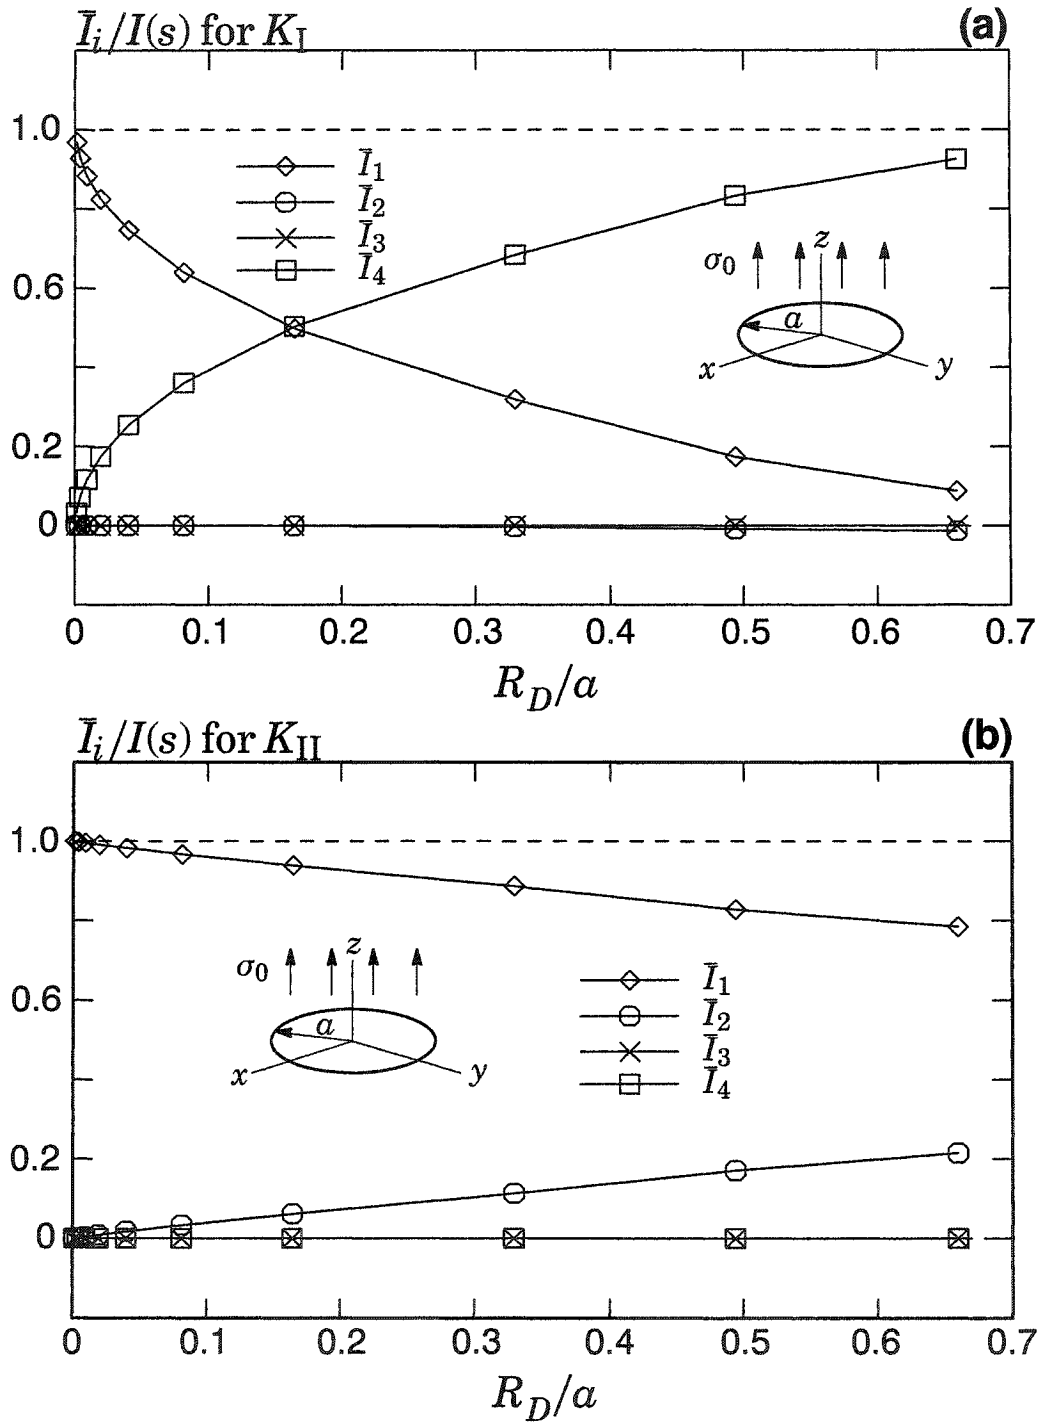 Ī_i/I(s) for K_I (a)
1.0
0.6
0.2
0
Ī_1
Ī_2
Ī_3
Ī_4
σ_0
z
a
x
y
0 0.1 0.2 0.3 0.4 0.5 0.6 0.7
R_D/a
Ī_i/I(s) for K_II (b)
1.0
0.6
0.2
0
σ_0
z
a
x
y
Ī_1
Ī_2
Ī_3
Ī_4
0 0.1 0.2 0.3 0.4 0.5 0.6 0.7
R_D/a